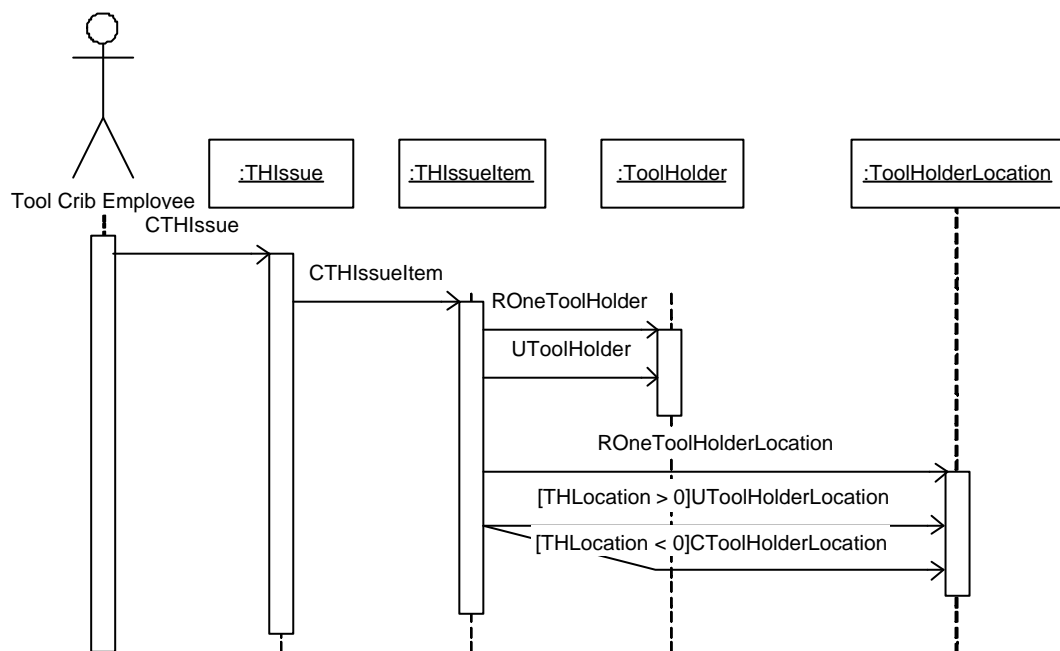 :THIssue
:THIssueItem
:ToolHolder
:ToolHolderLocation
Tool Crib Employee
CTHIssue
CTHIssueItem
ROneToolHolder
UToolHolder
ROneToolHolderLocation
[THLocation > 0]UToolHolderLocation
[THLocation < 0]CToolHolderLocation